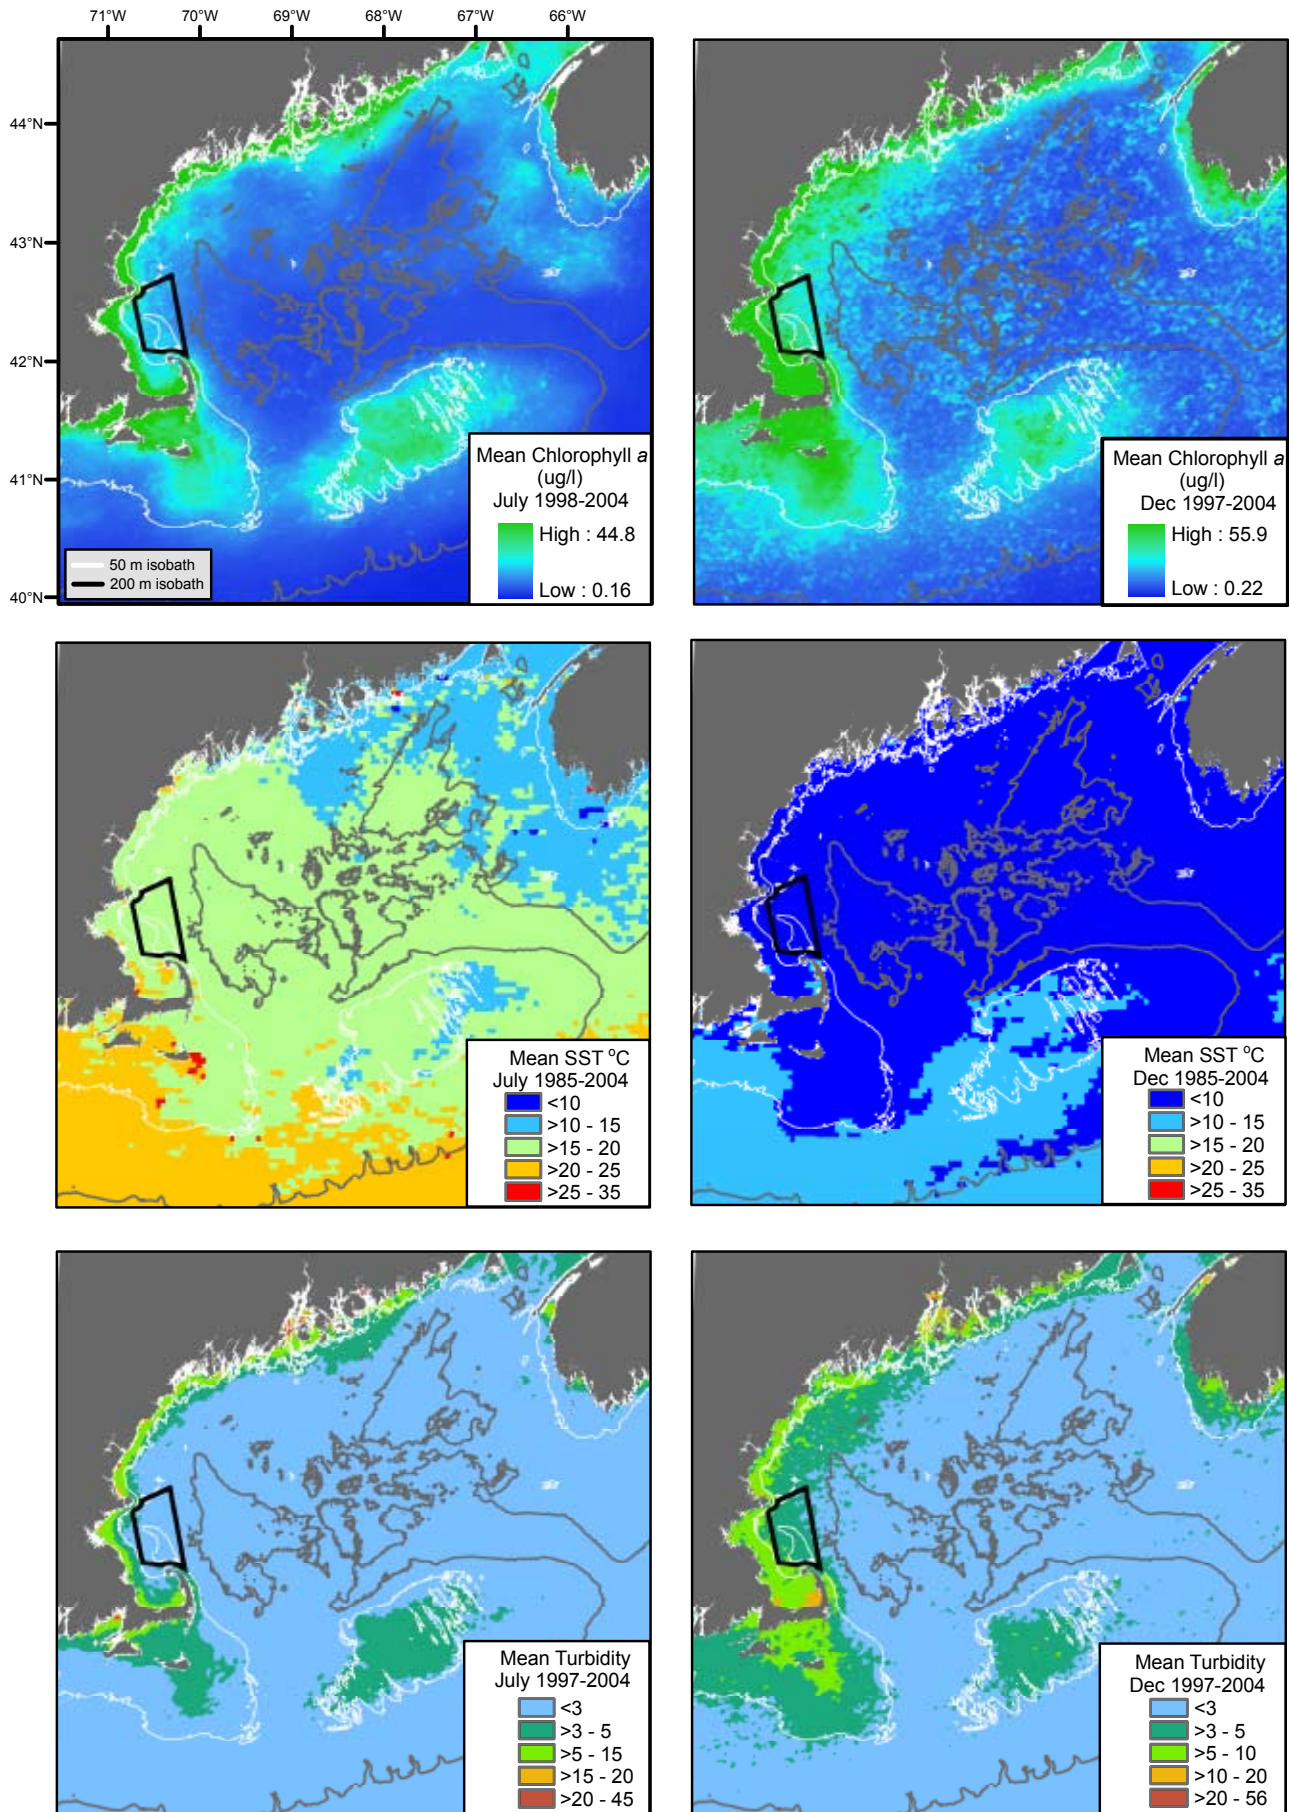 71°W 70°W 69°W 68°W 67°W 66°W
44°N
43°N
42°N
41°N
40°N
50 m isobath
200 m isobath
Mean Chlorophyll a
(ug/l)
July 1998-2004
High : 44.8
Low : 0.16
Mean Chlorophyll a
(ug/l)
Dec 1997-2004
High : 55.9
Low : 0.22
Mean SST °C
July 1985-2004
<10
>10 - 15
>15 - 20
>20 - 25
>25 - 35
Mean SST °C
Dec 1985-2004
<10
>10 - 15
>15 - 20
>20 - 25
>25 - 35
Mean Turbidity
July 1997-2004
<3
>3 - 5
>5 - 15
>15 - 20
>20 - 45
Mean Turbidity
Dec 1997-2004
<3
>3 - 5
>5 - 10
>10 - 20
>20 - 56